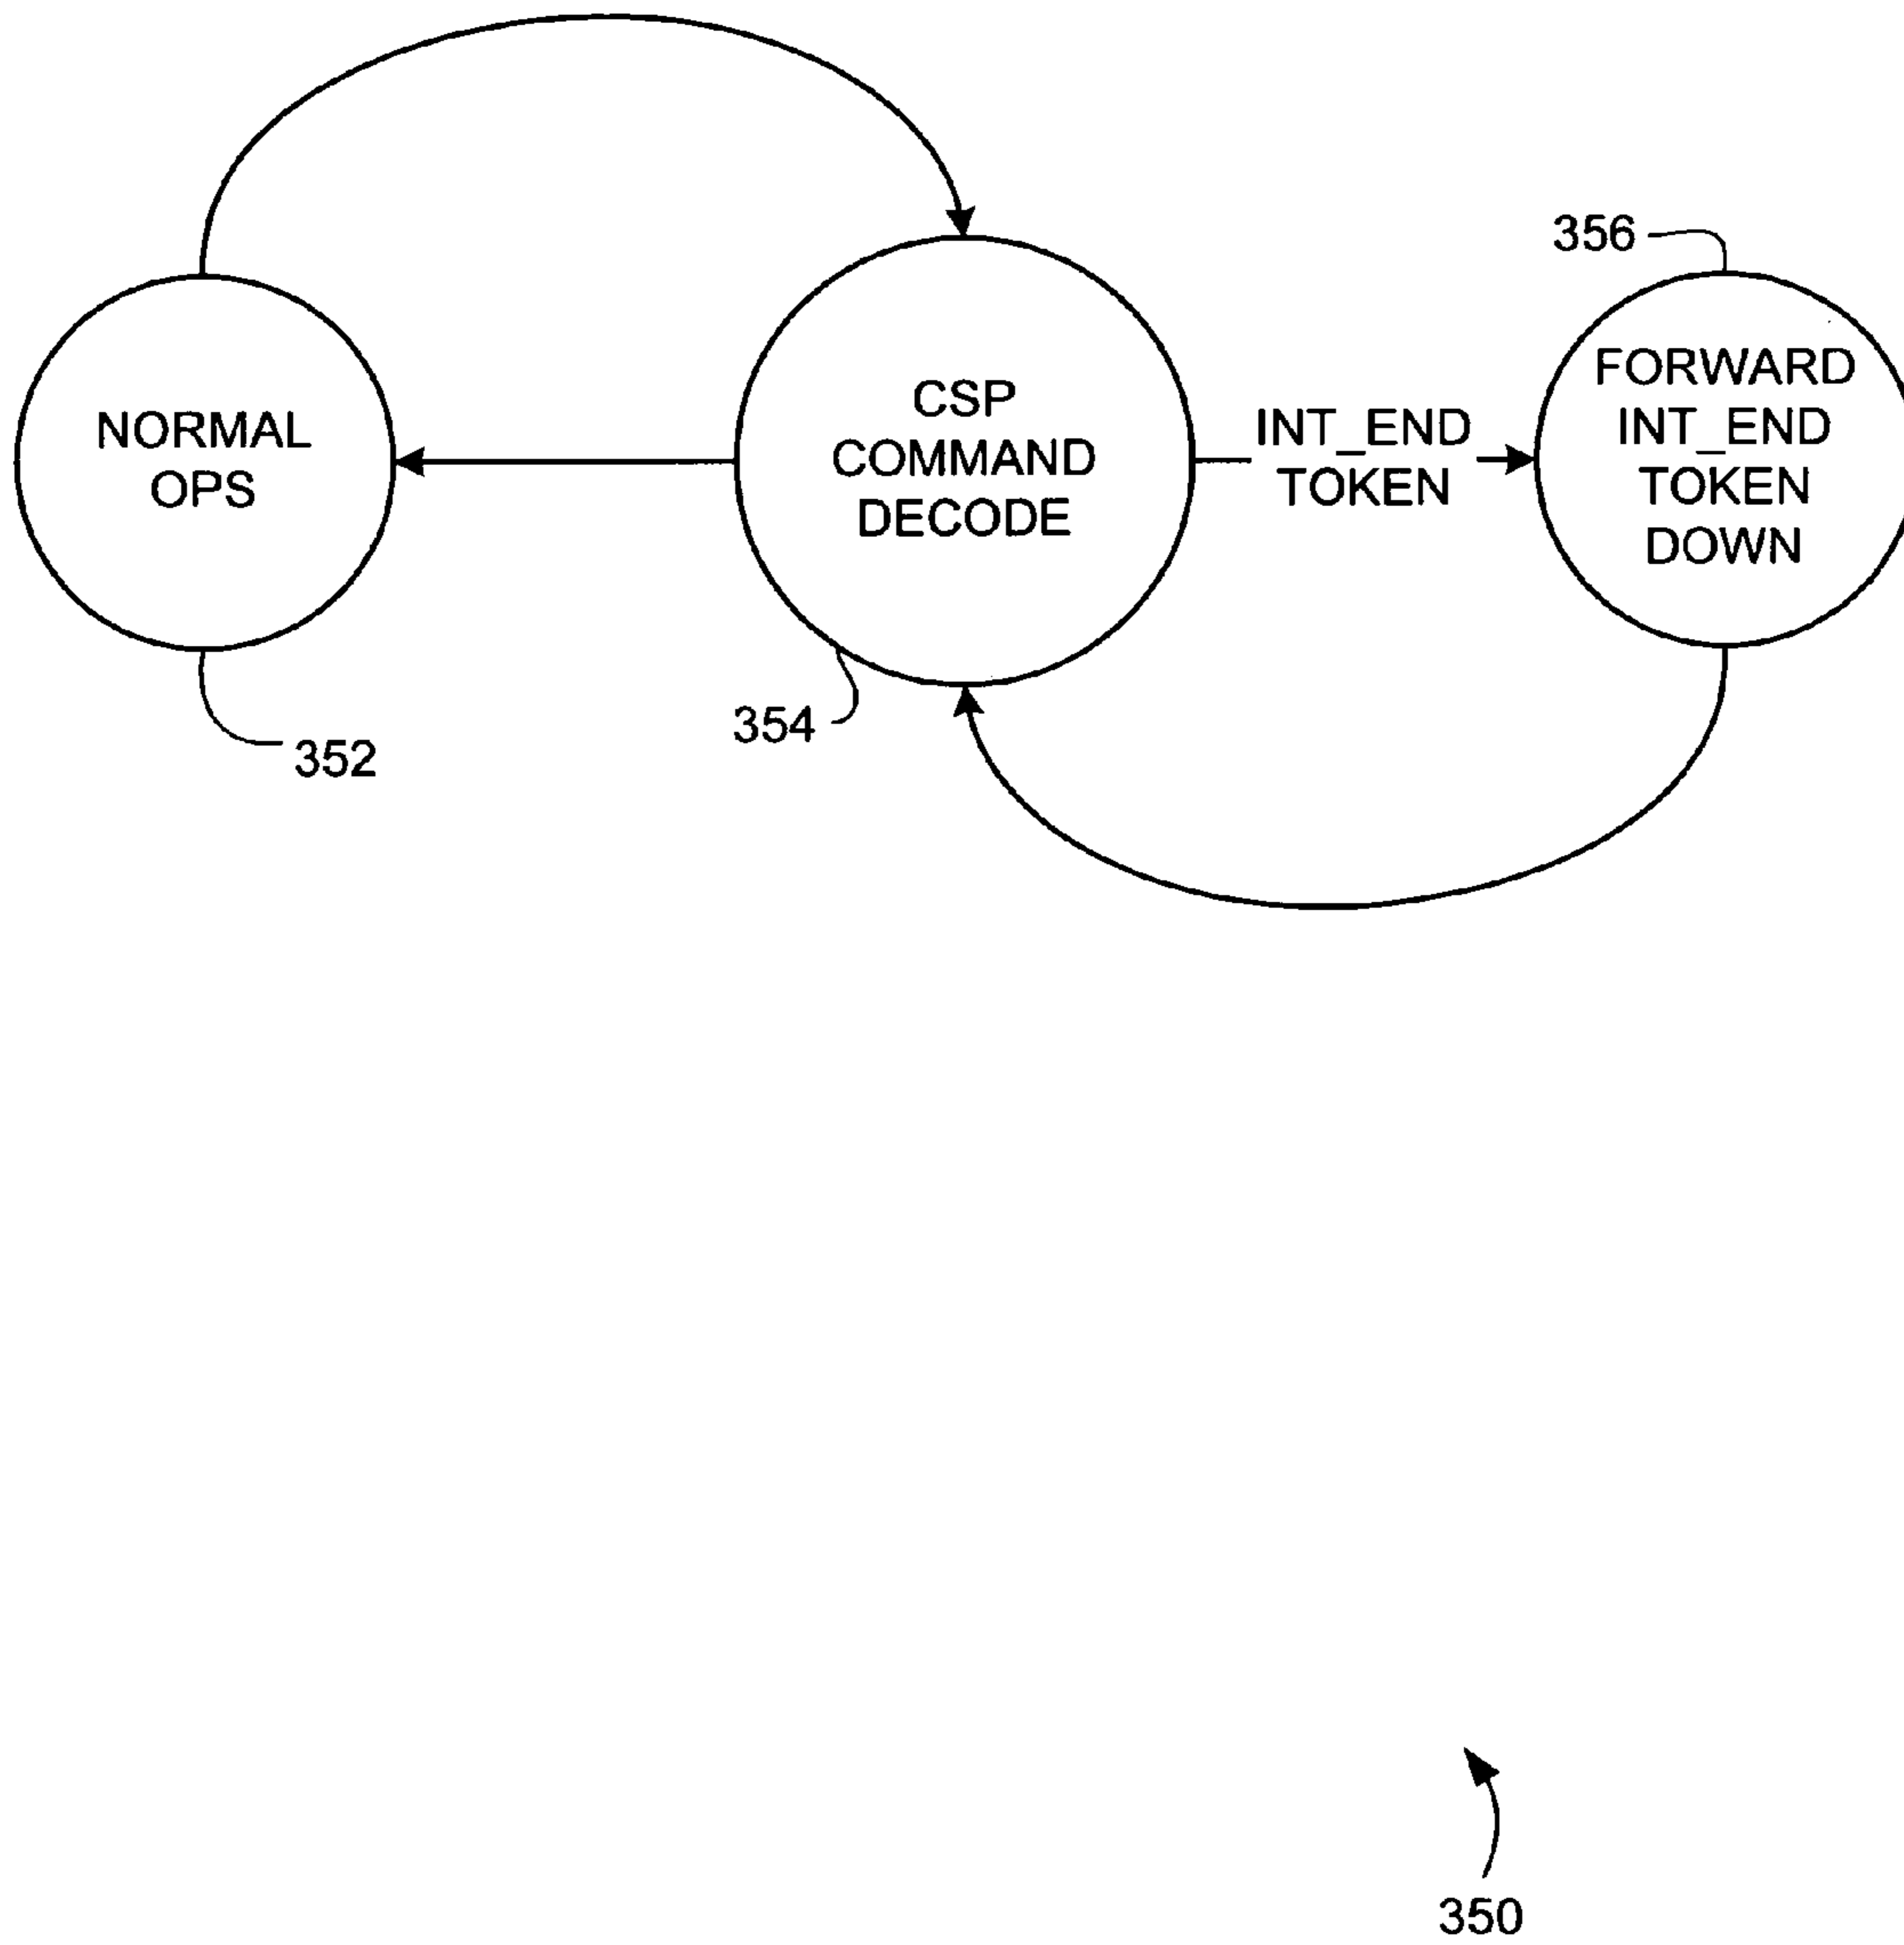 356
NORMAL
OPS
CSP
COMMAND
DECODE
INT_END
TOKEN
FORWARD
INT_END
TOKEN
DOWN
354
352
350